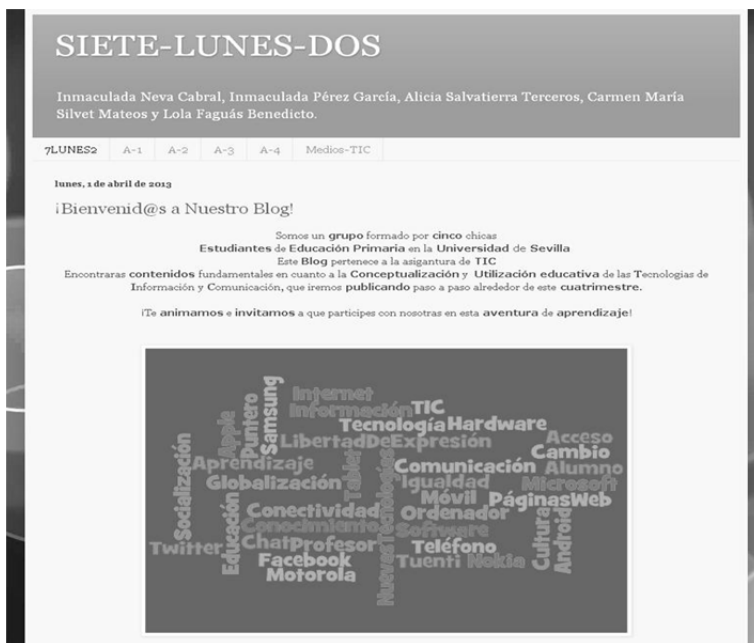 SIETE-LUNES-DOS
Inmaculada Neva Cabral, Inmaculada Pérez García, Alicia Salvatierra Terceros, Carmen María
Silvet Mateos y Lola Faguás Benedicto.
7LUNES2 A-1 A-2 A-3 A-4 Medios-TIC
lunes, 1 de abril de 2013
¡Bienvenid@s a Nuestro Blog!
Somos un grupo formado por cinco chicas
Estudiantes de Educación Primaria en la Universidad de Sevilla
Este Blog pertenece a la asigantura de TIC
Encontraras contenidos fundamentales en cuanto a la Conceptualización y Utilización educativa de las Tecnologias de
Información y Comunicación, que iremos publicando paso a paso alrededor de este cuatrimestre.
¡Te animamos e invitamos a que participes con nosotras en esta aventura de aprendizaje!
Internet
Información TIC
Tecnología Hardware
LibertadDeExpresión
Acceso
Cambio
Apple
Puntero
Samsung
Socialización
Aprendizaje
Globalización
Tablet
Comunicación Alumno
Igualdad Microsoft
Móvil PáginasWeb
Educación
Conectividad
Ordenador
Conocimiento
Software
NuevasTecnologías
Cultura
Android
Twitter
Chat Profesor
Teléfono
Facebook
Tuenti Nokia
Motorola